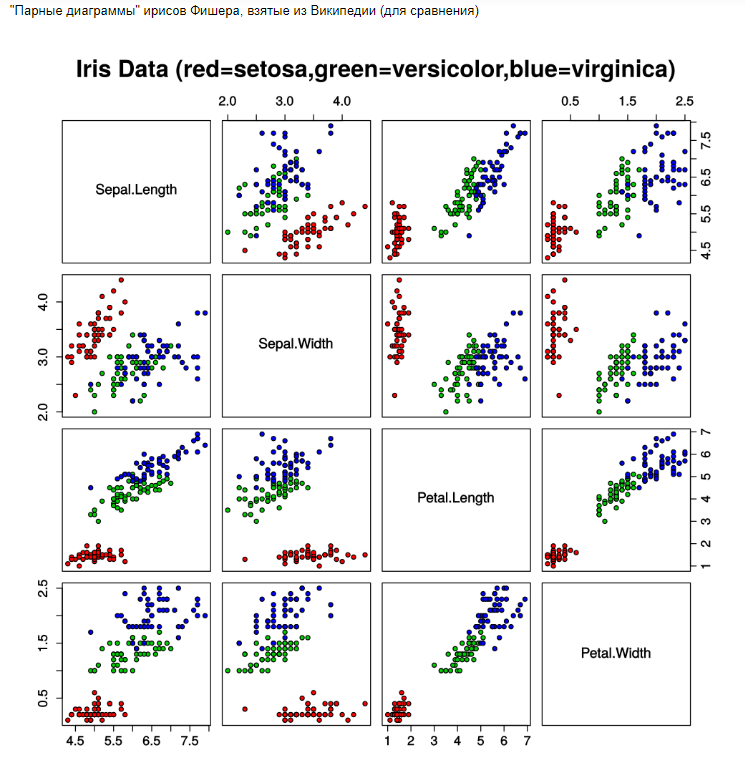 "Парные диаграммы" ирисов Фишера, взятые из Википедии (для сравнения)
Iris Data (red=setosa,green=versicolor,blue=virginica)
2.0 3.0 4.0
0.5 1.5 2.5
Sepal.Length
4.5 5.5 6.5 7.5
2.0 3.0 4.0
Sepal.Width
Petal.Length
1 2 3 4 5 6 7
0.5 1.5 2.5
Petal.Width
4.5 5.5 6.5 7.5
1 2 3 4 5 6 7